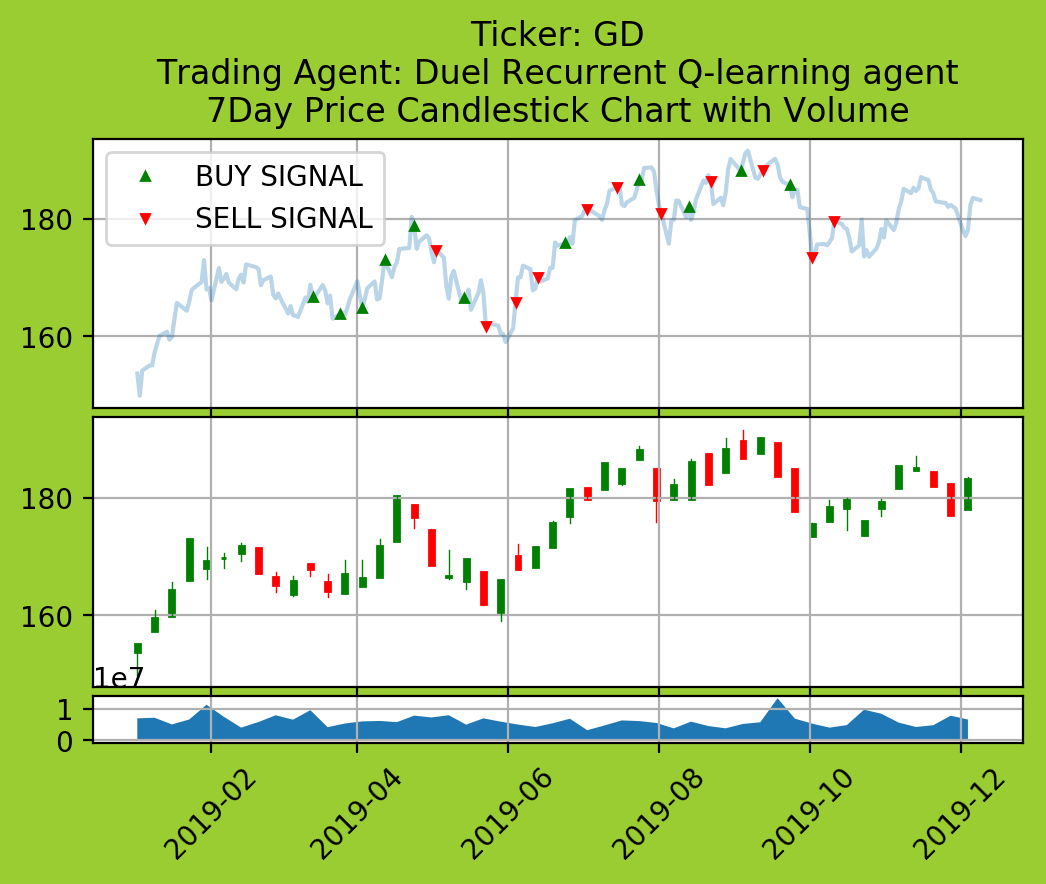 Ticker: GD
Trading Agent: Duel Recurrent Q-learning agent
7Day Price Candlestick Chart with Volume
BUY SIGNAL
SELL SIGNAL
180
160
180
160
1e7
1
0
2019-02
2019-04
2019-06
2019-08
2019-10
2019-12